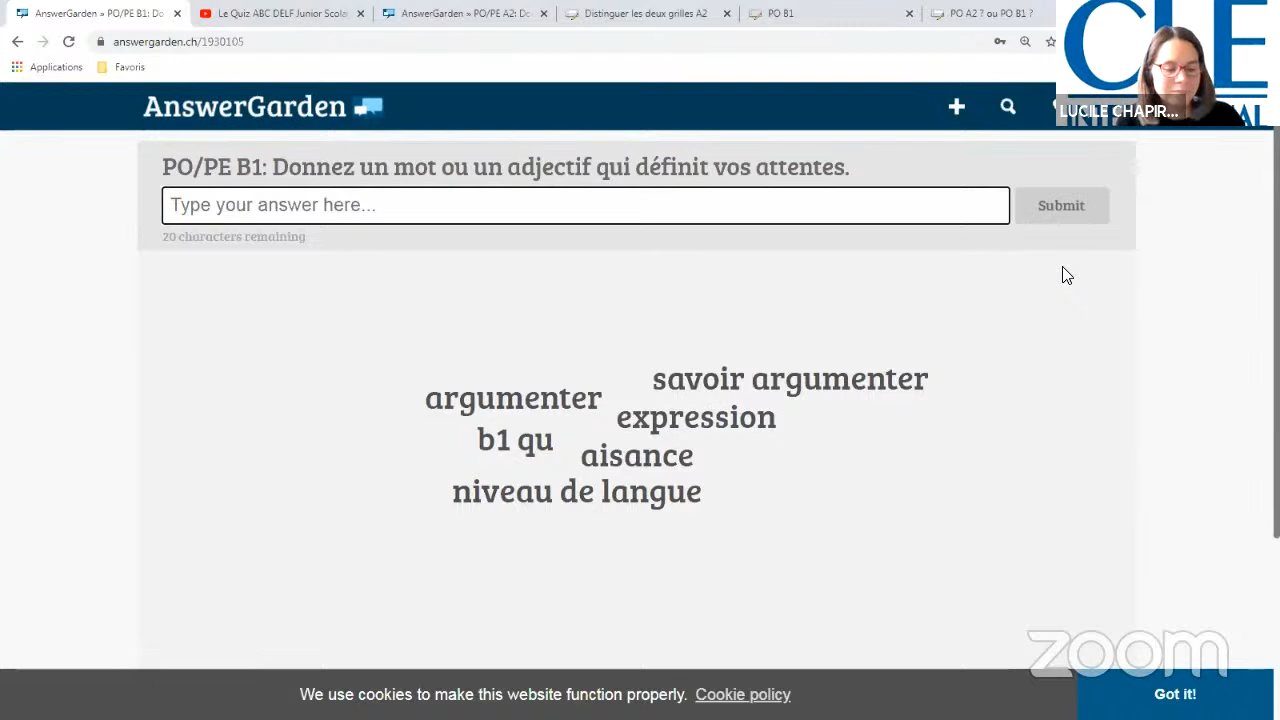 AnswerGarden » PO/PE B1: Do
Le Quiz ABC DELF Junior Scola
AnswerGarden » PO/PE A2: Do
Distinguer les deux grilles A2
PO B1
PO A2 ? ou PO B1 ?
answergarden.ch/1930105
Applications
Favoris
CLE
LUCILE CHAPIR...
AnswerGarden
PO/PE B1: Donnez un mot ou un adjectif qui définit vos attentes.
Type your answer here...
Submit
20 characters remaining
savoir argumenter
argumenter
expression
b1 qu
aisance
niveau de langue
zoom
We use cookies to make this website function properly. Cookie policy
Got it!